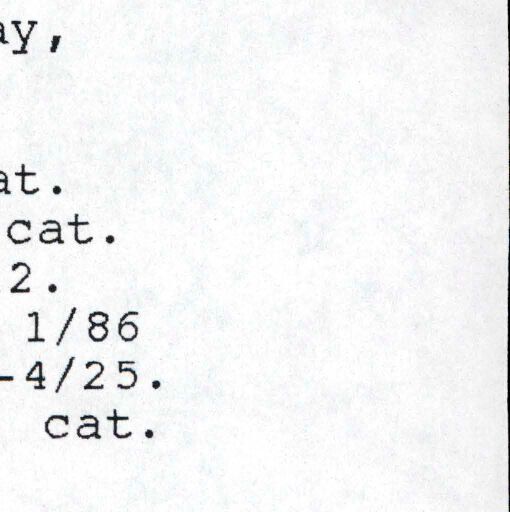 ay,
at.
cat.
2.
1/86
-4/25.
cat.